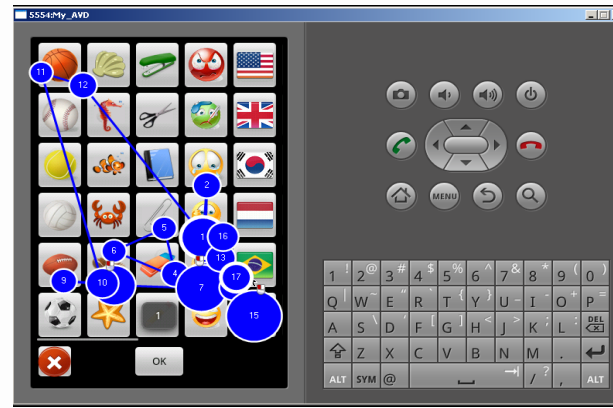 5554:My_AVD
11
12
2
5
1
16
6
13
4
17
9
10
7
15
1
OK
MENU
1 ! 2 @ 3 # 4 $ 5 % 6 ^ 7 & 8 * 9 ( 0 )
Q | W ~ E " R ` T { Y } U _ I - O + P =
A S \ D ' F [ G ] H < J > K ; L : DEL
Z X C V B N M .
ALT SYM @ / ? , ALT